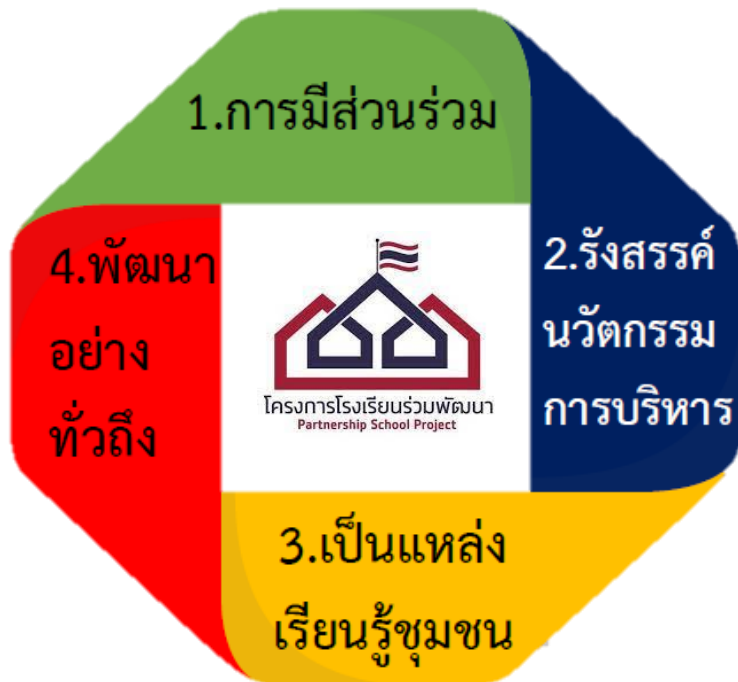 1.การมีส่วนร่วม
2.รังสรรค์
นวัตกรรม
การบริหาร
3.เป็นแหล่ง
เรียนรู้ชุมชน
4.พัฒนา
อย่าง
ทั่วถึง
โครงการโรงเรียนร่วมพัฒนา
Partnership School Project